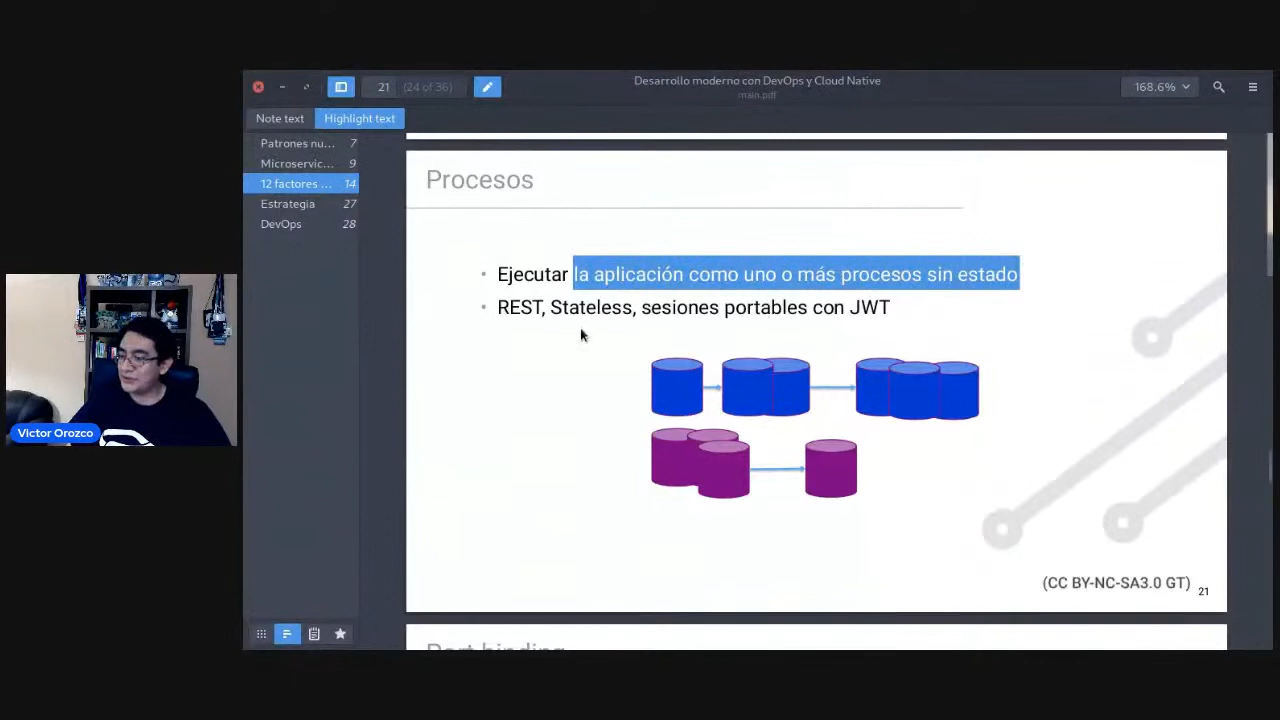 Desarrollo moderno con DevOps y Cloud Native
main.pdf
21 (24 of 36)
168.6%
Note text
Highlight text
Patrones nu... 7
Microservic... 9
12 factores ... 14
Estrategia 27
DevOps 28
Procesos
• Ejecutar la aplicación como uno o más procesos sin estado
• REST, Stateless, sesiones portables con JWT
(CC BY-NC-SA3.0 GT) 21
Port binding
Victor Orozco